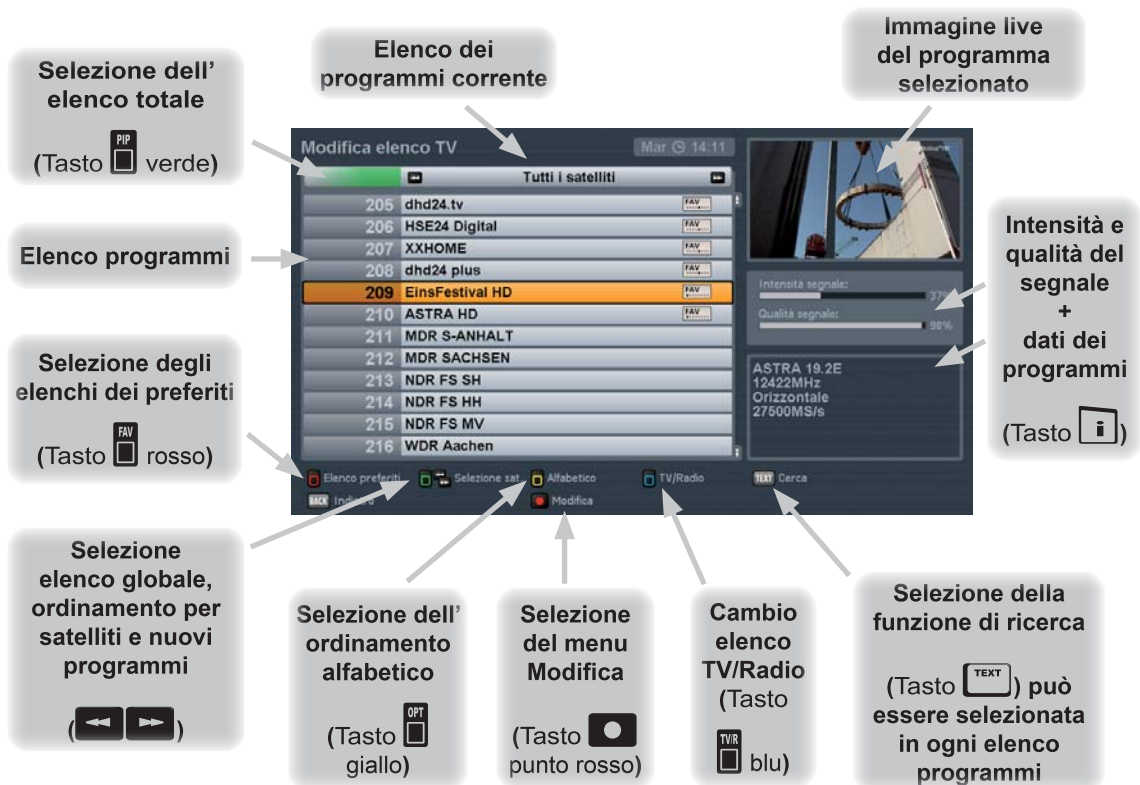 Selezione dell'
elenco totale
PIP
(Tasto verde)
Elenco dei
programmi corrente
Immagine live
del programma
selezionato
Elenco programmi
Selezione degli
elenchi dei preferiti
FAV
(Tasto rosso)
Modifica elenco TV
Mar 14:11
Tutti i satelliti
205 dhd24.tv FAV
206 HSE24 Digital FAV
207 XXHOME FAV
208 dhd24 plus FAV
209 EinsFestival HD FAV
210 ASTRA HD FAV
211 MDR S-ANHALT
212 MDR SACHSEN
213 NDR FS SH
214 NDR FS HH
215 NDR FS MV
216 WDR Aachen
Intensità segnale:
37%
Qualità segnale:
98%
ASTRA 19.2E
12422MHz
Orizzontale
27500MS/s
Elenco preferiti Selezione sat Alfabetico TV/Radio TEXT Cerca
BACK Indietro Modifica
Intensità e
qualità del
segnale
+
dati dei
programmi
(Tasto i)
Selezione
elenco globale,
ordinamento per
satelliti e nuovi
programmi
Selezione dell'
ordinamento
alfabetico
OPT
(Tasto
giallo)
Selezione
del menu
Modifica
(Tasto
punto rosso)
Cambio
elenco
TV/Radio
(Tasto
TV/R
blu)
Selezione della
funzione di ricerca
(Tasto TEXT) può
essere selezionata
in ogni elenco
programmi